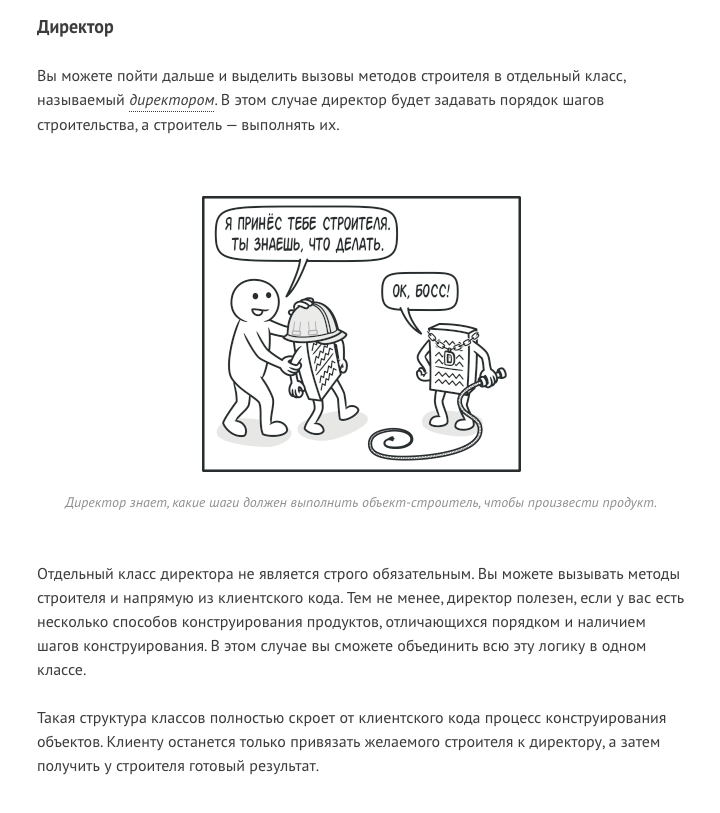 Директор
Вы можете пойти дальше и выделить вызовы методов строителя в отдельный класс,
называемый директором. В этом случае директор будет задавать порядок шагов
строительства, а строитель — выполнять их.
Я ПРИНЁС ТЕБЕ СТРОИТЕЛЯ.
ТЫ ЗНАЕШЬ, ЧТО ДЕЛАТЬ.
ОК, БОСС!
D
Директор знает, какие шаги должен выполнить объект-строитель, чтобы произвести продукт.
Отдельный класс директора не является строго обязательным. Вы можете вызывать методы
строителя и напрямую из клиентского кода. Тем не менее, директор полезен, если у вас есть
несколько способов конструирования продуктов, отличающихся порядком и наличием
шагов конструирования. В этом случае вы сможете объединить всю эту логику в одном
классе.
Такая структура классов полностью скроет от клиентского кода процесс конструирования
объектов. Клиенту останется только привязать желаемого строителя к директору, а затем
получить у строителя готовый результат.